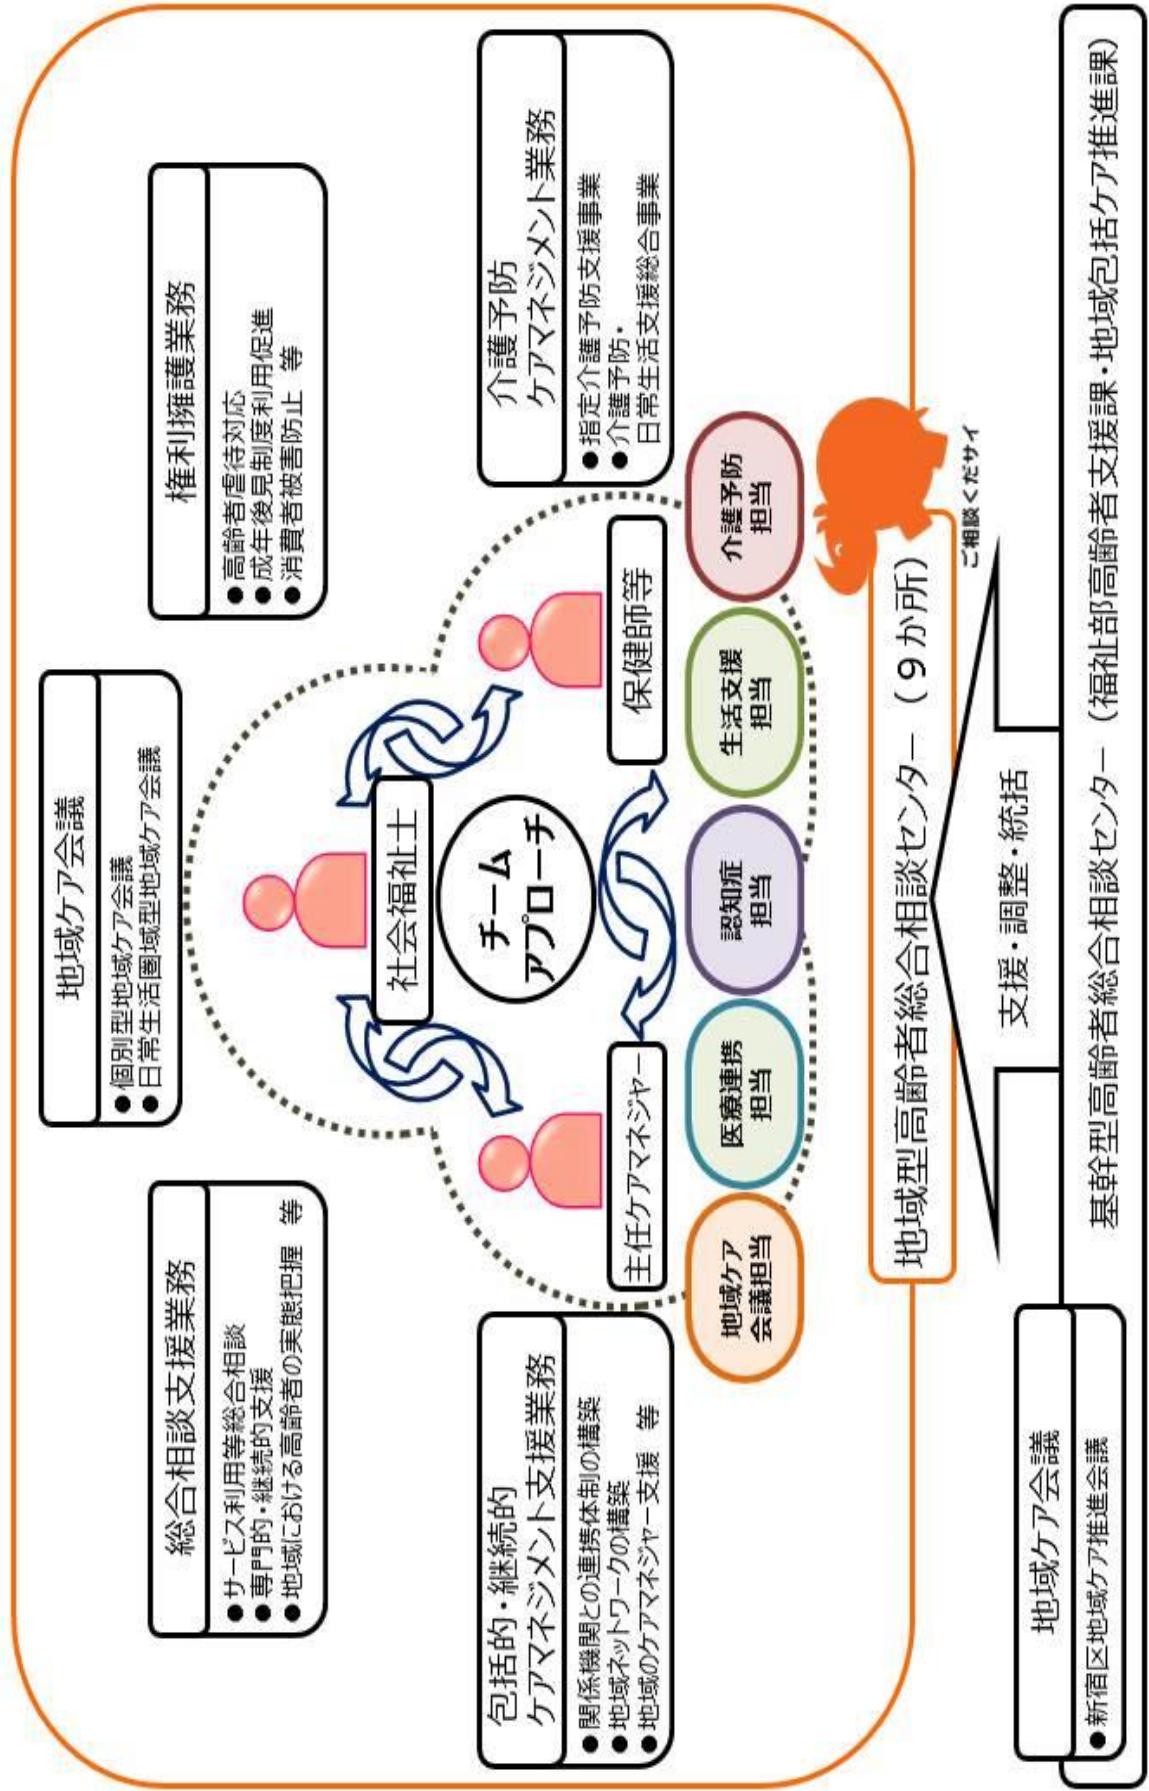 地域ケア会議
●個別型地域ケア会議
●日常生活圏域型地域ケア会議
総合相談支援業務
●サービス利用等総合相談
●専門的・継続的支援
●地域における高齢者の実態把握 等
権利擁護業務
●高齢者虐待対応
●成年後見制度利用促進
●消費者被害防止 等
包括的・継続的
ケアマネジメント支援業務
●関係機関との連携体制の構築
●地域ネットワークの構築
●地域のケアマネジャー支援 等
介護予防
ケアマネジメント業務
●指定介護予防支援事業
●介護予防・
日常生活支援総合事業
社会福祉士
チーム
アプローチ
主任ケアマネジャー
保健師等
地域ケア
会議担当
医療連携
担当
認知症
担当
生活支援
担当
介護予防
担当
地域型高齢者総合相談センター（９か所）
ご相談くだサイ
支援・調整・統括
地域ケア会議
●新宿区地域ケア推進会議
基幹型高齢者総合相談センター（福祉部高齢者支援課・地域包括ケア推進課）